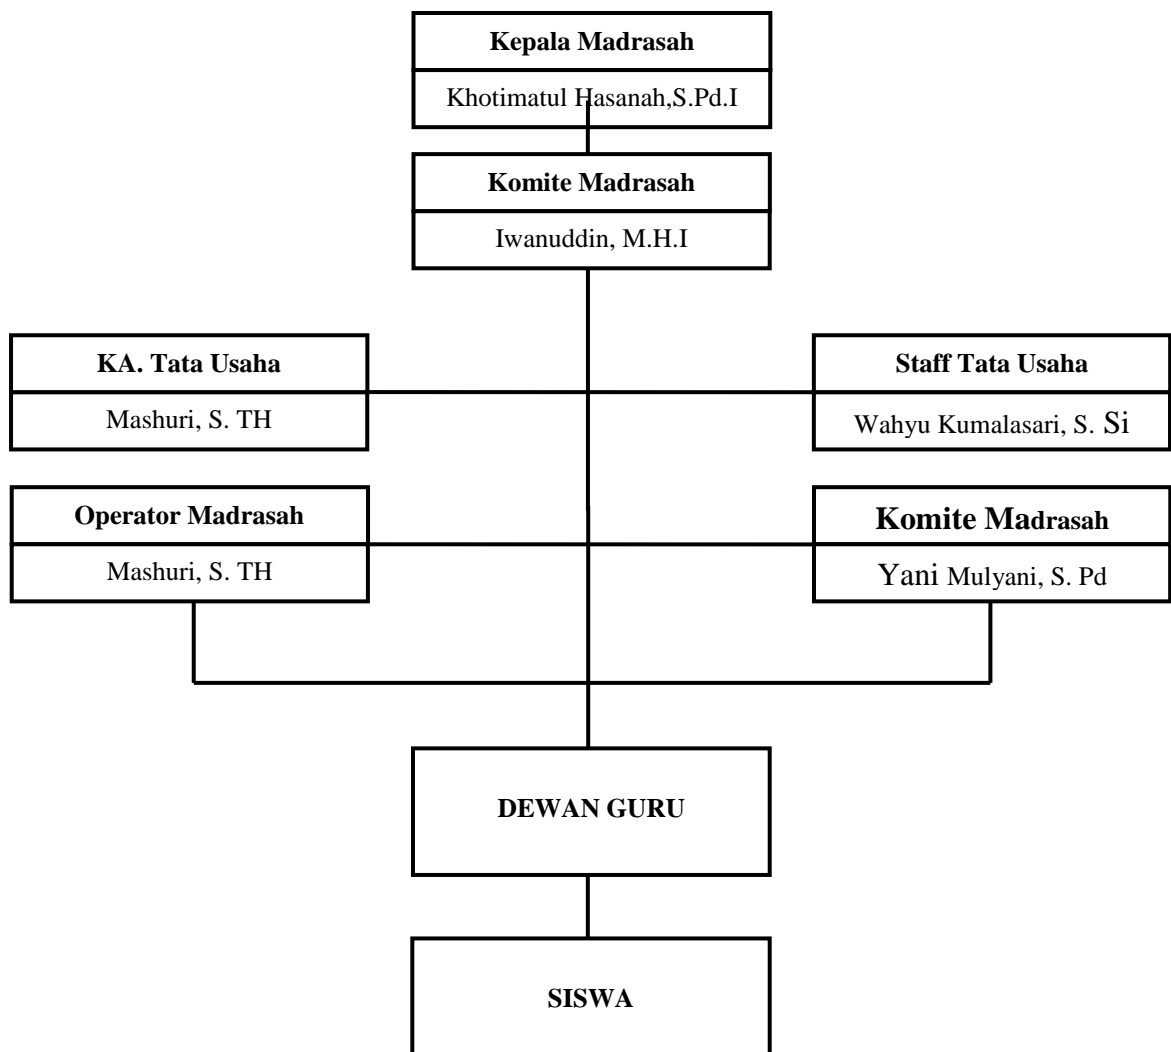 Kepala Madrasah
Khotimatul Hasanah,S.Pd.I
Komite Madrasah
Iwanuddin, M.H.I
KA. Tata Usaha
Mashuri, S. TH
Staff Tata Usaha
Wahyu Kumalasari, S. Si
Operator Madrasah
Mashuri, S. TH
Komite Madrasah
Yani Mulyani, S. Pd
DEWAN GURU
SISWA